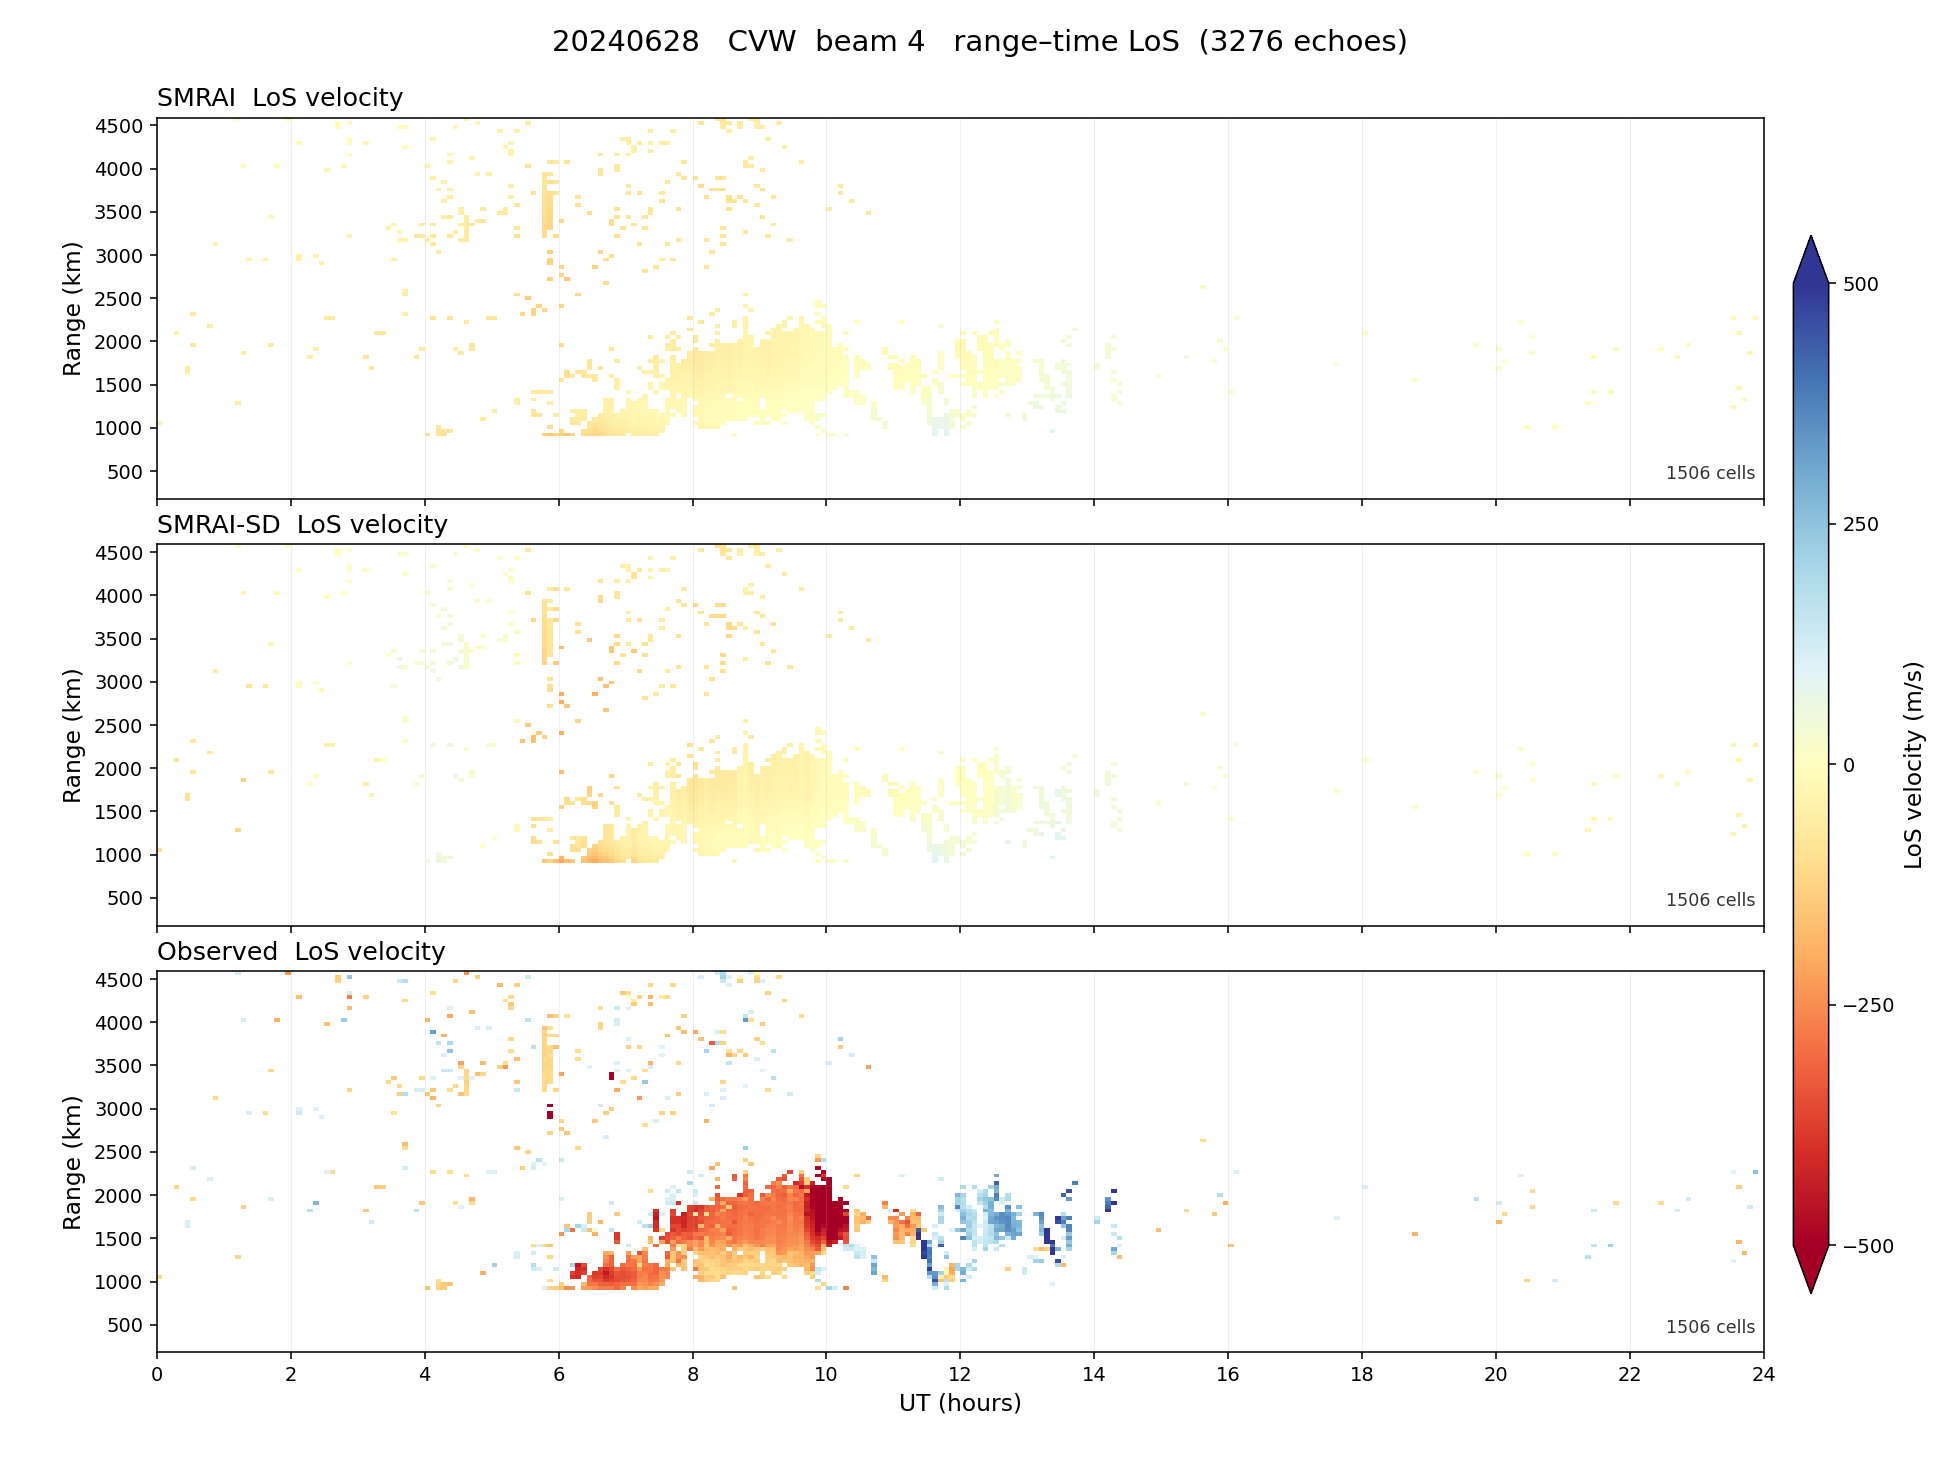 20240628 CVW beam 4 range–time LoS (3276 echoes)
SMRAI LoS velocity
4500
4000
3500
3000
2500
2000
1500
1000
500
Range (km)
1506 cells
SMRAI-SD LoS velocity
4500
4000
3500
3000
2500
2000
1500
1000
500
Range (km)
1506 cells
Observed LoS velocity
4500
4000
3500
3000
2500
2000
1500
1000
500
Range (km)
1506 cells
0 2 4 6 8 10 12 14 16 18 20 22 24
UT (hours)
500
250
0
−250
−500
LoS velocity (m/s)